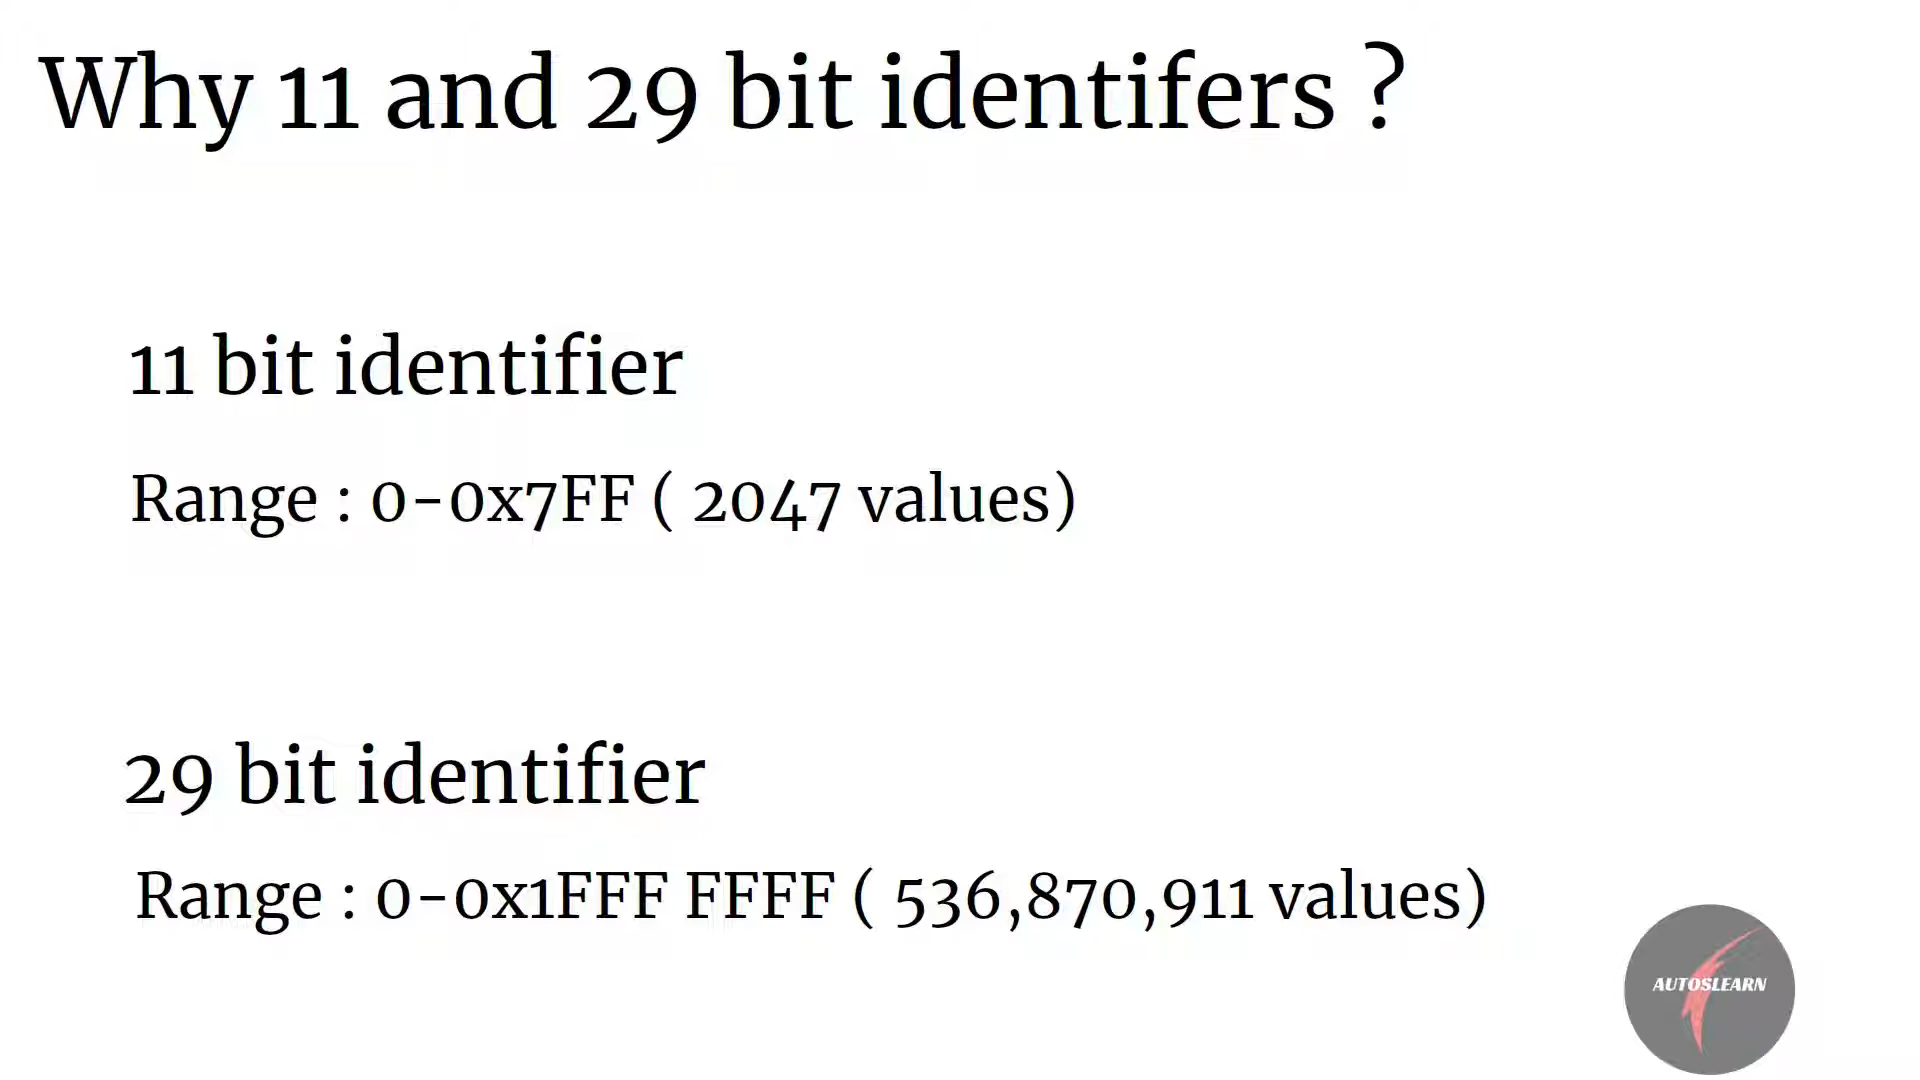 Why 11 and 29 bit identifers ?
11 bit identifier
Range : 0-0x7FF ( 2047 values)
29 bit identifier
Range : 0-0x1FFF FFFF ( 536,870,911 values)
AUTOSLEARN